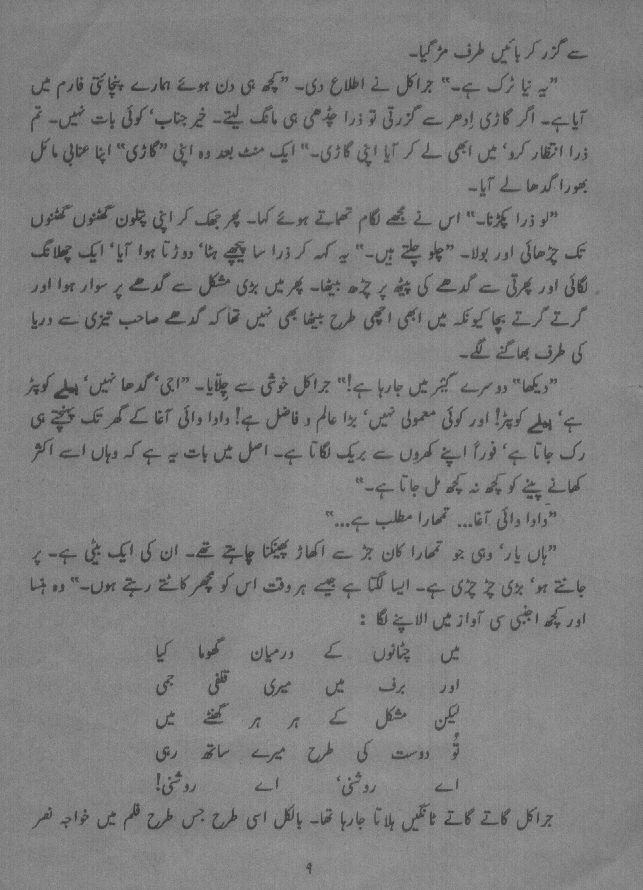 سے گزر کر بائیں طرف مڑ گیا۔
”یہ نیا ٹرک ہے۔“ جراکل نے اطلاع دی۔ ”کچھ ہی دن ہوئے ہمارے پنچائتی فارم میں
آیا ہے۔ اگر گاڑی اِدھر سے گزرتی تو ذرا چڈھی ہی مانگ لیتے۔ خیر جناب‘ کوئی بات نہیں۔ تم
ذرا انتظار کرو‘ میں ابھی لے کر آیا اپنی گاڑی۔“ ایک منٹ بعد وہ اپنی ”گاڑی“ اپنا عنابی مائل
بھورا گدھا لے آیا۔
”لو ذرا پکڑنا۔“ اس نے مجھے لگام تھماتے ہوئے کہا۔ پھر جھک کر اپنی پتلون گھٹنوں گھٹنوں
تک چڑھائی اور بولا۔ ”چلو چلتے ہیں۔“ یہ کہہ کر ذرا سا پیچھے ہٹا‘ دوڑتا ہوا آیا‘ ایک چھلانگ
لگائی اور پھرتی سے گدھے کی پیٹھ پر چڑھ بیٹھا۔ پھر میں بڑی مشکل سے گدھے پر سوار ہوا اور
گرتے گرتے بچا کیونکہ میں ابھی اچھی طرح بیٹھا بھی نہیں تھا کہ گدھے صاحب تیزی سے دریا
کی طرف بھاگنے لگے۔
”دیکھا“ دوسرے گیئر میں جا رہا ہے!“ جراکل خوشی سے چلّایا۔ ”اجی‘ گدھا نہیں‘ ہیلے کوپٹر
ہے‘ ہیلے کوپٹر! اور کوئی معمولی نہیں‘ بڑا عالم و فاضل ہے! دادا دائی آغا کے گھر تک پہنچتے ہی
رک جاتا ہے‘ فوراً اپنے کھروں سے بریک لگاتا ہے۔ اصل میں بات یہ ہے کہ وہاں اسے اکثر
کھانے پینے کو کچھ نہ کچھ مل جاتا ہے۔“
”دادا دائی آغا... تمھارا مطلب ہے...“
”ہاں یار‘ وہی جو تمھارا کان جڑ سے اکھاڑ پھینکنا چاہتے تھے۔ ان کی ایک بیٹی ہے۔ پر
جانتے ہو‘ بڑی چڑ چڑی ہے۔ ایسا لگتا ہے جیسے ہر وقت اس کو مچھر کاٹتے رہتے ہوں۔“ وہ ہنسا
اور کچھ اجنبی سی آواز میں الاپنے لگا :
میں چٹانوں کے درمیان گھوما کیا
اور برف میں میری قلفی جمی
لیکن مشکل کے ہر ہر گھنٹے میں
تُو دوست کی طرح میرے ساتھ رہی
اے روشنی‘ اے روشنی!
جراکل گاتے گاتے ٹانگیں ہلاتا جا رہا تھا۔ بالکل اسی طرح جس طرح فلم میں خواجہ نصر
۹